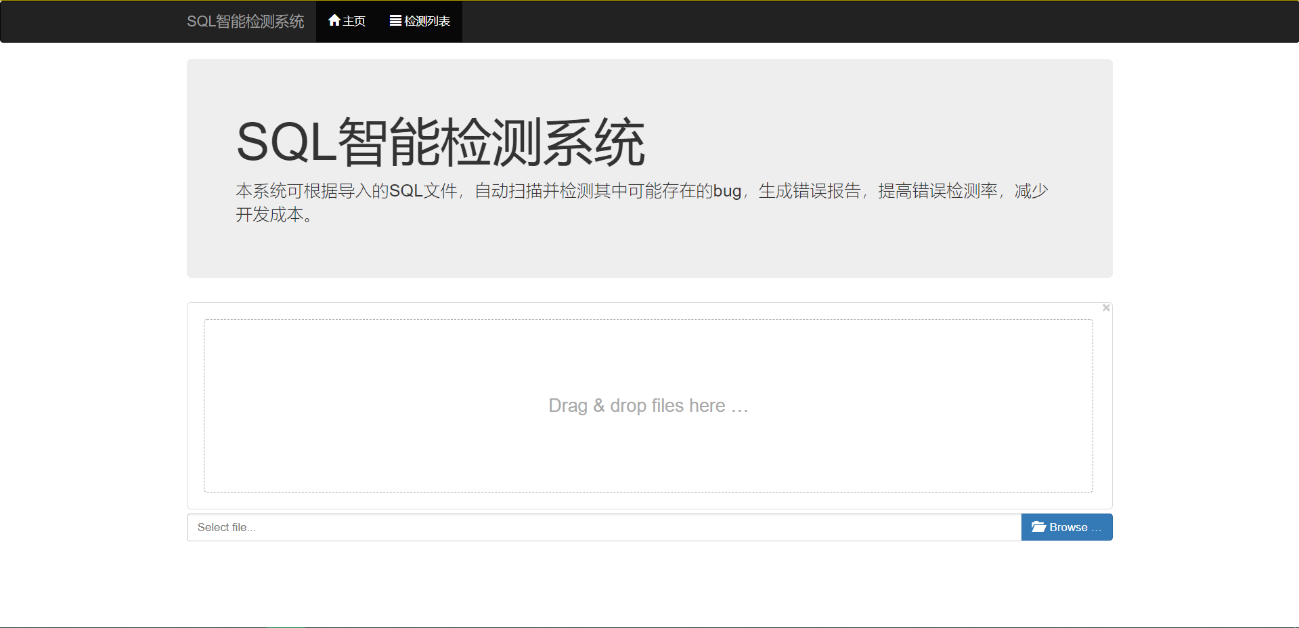 SQL智能检测系统 主页 检测列表
SQL智能检测系统
本系统可根据导入的SQL文件，自动扫描并检测其中可能存在的bug，生成错误报告，提高错误检测率，减少
开发成本。
×
Drag & drop files here …
Select file... Browse …